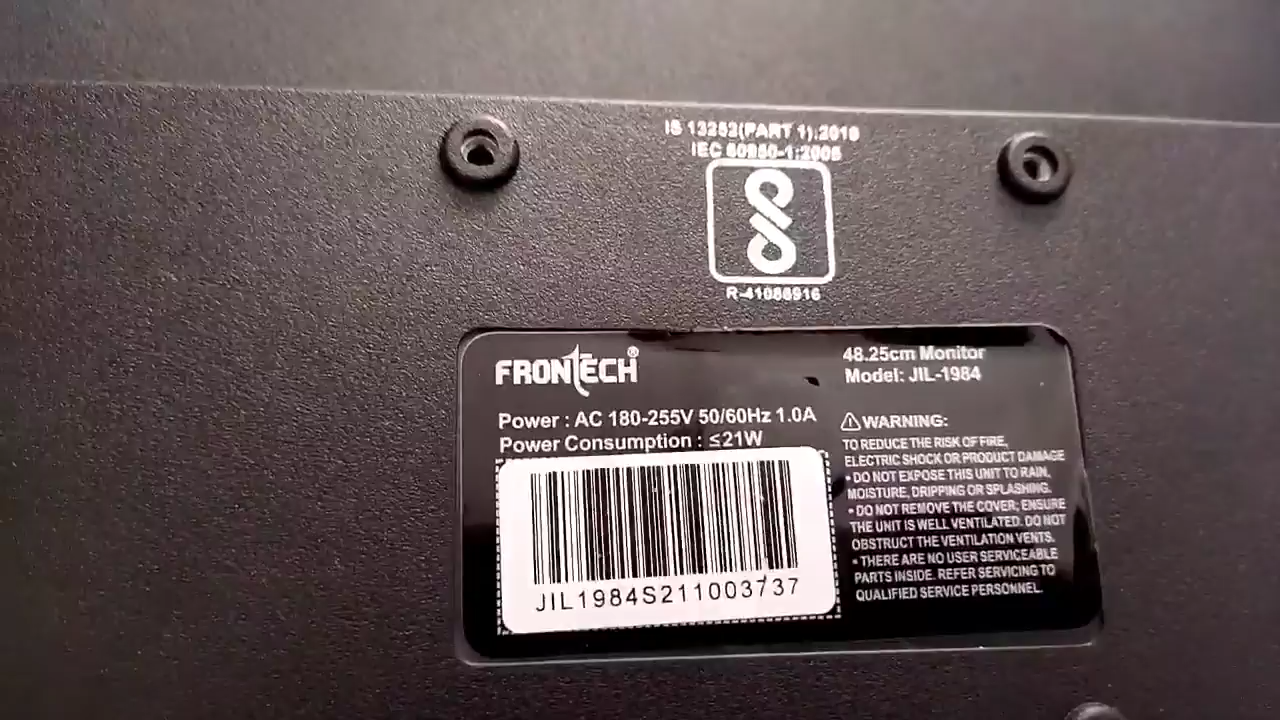 IS 13252(PART 1):2010
IEC 60950-1:2005
R-41086916
FRONTECH®
48.25cm Monitor
Model: JIL-1984
Power : AC 180-255V 50/60Hz 1.0A
Power Consumption : ≤21W
JIL1984S211003737
WARNING:
TO REDUCE THE RISK OF FIRE,
ELECTRIC SHOCK OR PRODUCT DAMAGE
• DO NOT EXPOSE THIS UNIT TO RAIN,
MOISTURE, DRIPPING OR SPLASHING.
• DO NOT REMOVE THE COVER; ENSURE
THE UNIT IS WELL VENTILATED. DO NOT
OBSTRUCT THE VENTILATION VENTS.
• THERE ARE NO USER SERVICEABLE
PARTS INSIDE. REFER SERVICING TO
QUALIFIED SERVICE PERSONNEL.